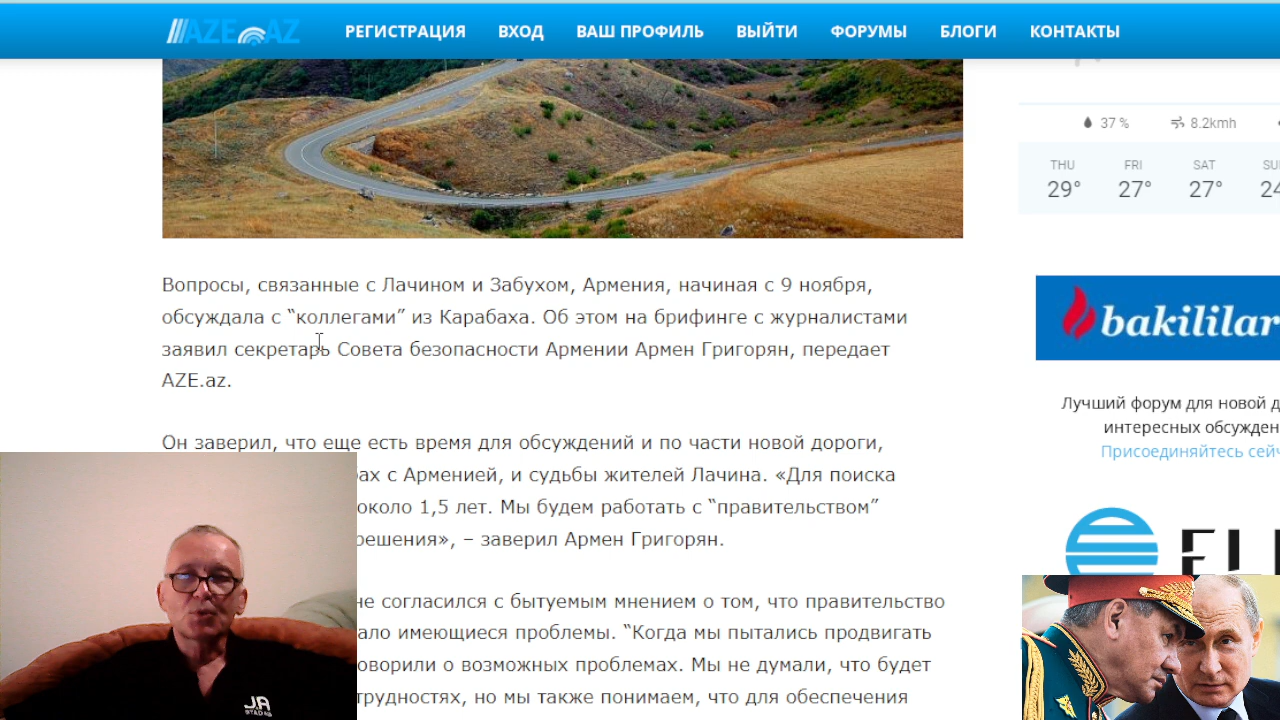 AZE AZ
РЕГИСТРАЦИЯ ВХОД ВАШ ПРОФИЛЬ ВЫЙТИ ФОРУМЫ БЛОГИ КОНТАКТЫ
37 % 8.2kmh
THU FRI SAT
29° 27° 27°
Вопросы, связанные с Лачином и Забухом, Армения, начиная с 9 ноября,
обсуждала с “коллегами” из Карабаха. Об этом на брифинге с журналистами
заявил секретарь Совета безопасности Армении Армен Григорян, передает
AZE.az.
Он заверил, что еще есть время для обсуждений и по части новой дороги,
рах с Арменией, и судьбы жителей Лачина. «Для поиска
около 1,5 лет. Мы будем работать с “правительством”
решения», – заверил Армен Григорян.
не согласился с бытуемым мнением о том, что правительство
ало имеющиеся проблемы. “Когда мы пытались продвигать
оворили о возможных проблемах. Мы не думали, что будет
трудностях, но мы также понимаем, что для обеспечения
bakililar
Лучший форум для новой д
интересных обсужден
Присоединяйтесь сей
JA